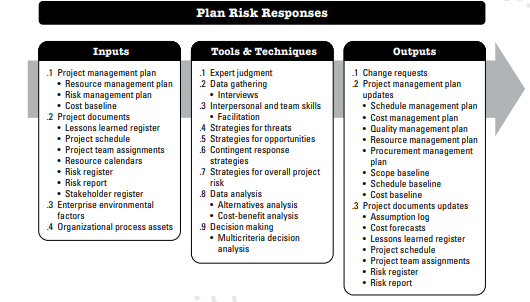 Plan Risk Responses
Inputs
.1 Project management plan
• Resource management plan
• Risk management plan
• Cost baseline
.2 Project documents
• Lessons learned register
• Project schedule
• Project team assignments
• Resource calendars
• Risk register
• Risk report
• Stakeholder register
.3 Enterprise environmental
factors
.4 Organizational process assets
Tools & Techniques
.1 Expert judgment
.2 Data gathering
• Interviews
.3 Interpersonal and team skills
• Facilitation
.4 Strategies for threats
.5 Strategies for opportunities
.6 Contingent response
strategies
.7 Strategies for overall project
risk
.8 Data analysis
• Alternatives analysis
• Cost-benefit analysis
.9 Decision making
• Multicriteria decision
analysis
Outputs
.1 Change requests
.2 Project management plan
updates
• Schedule management plan
• Cost management plan
• Quality management plan
• Resource management plan
• Procurement management
plan
• Scope baseline
• Schedule baseline
• Cost baseline
.3 Project documents updates
• Assumption log
• Cost forecasts
• Lessons learned register
• Project schedule
• Project team assignments
• Risk register
• Risk report